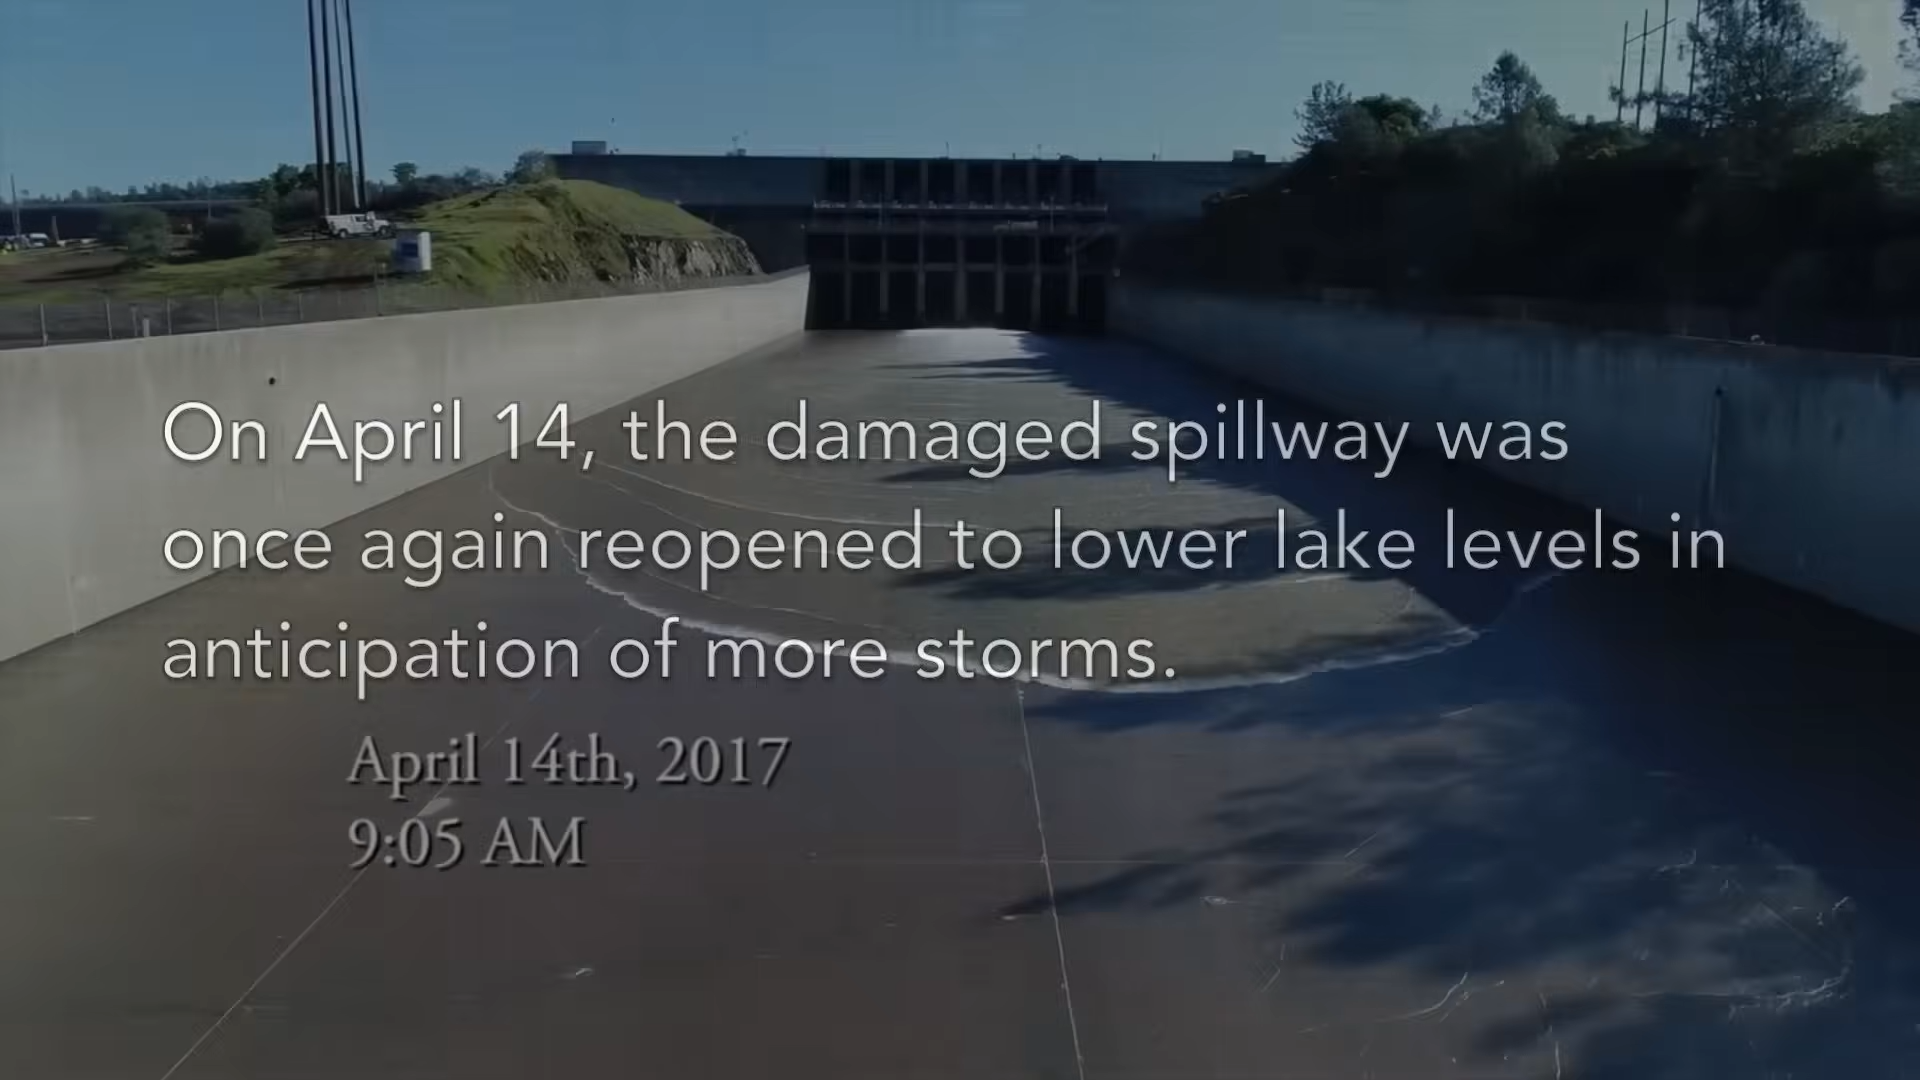 On April 14, the damaged spillway was
once again reopened to lower lake levels in
anticipation of more storms.
April 14th, 2017
9:05 AM